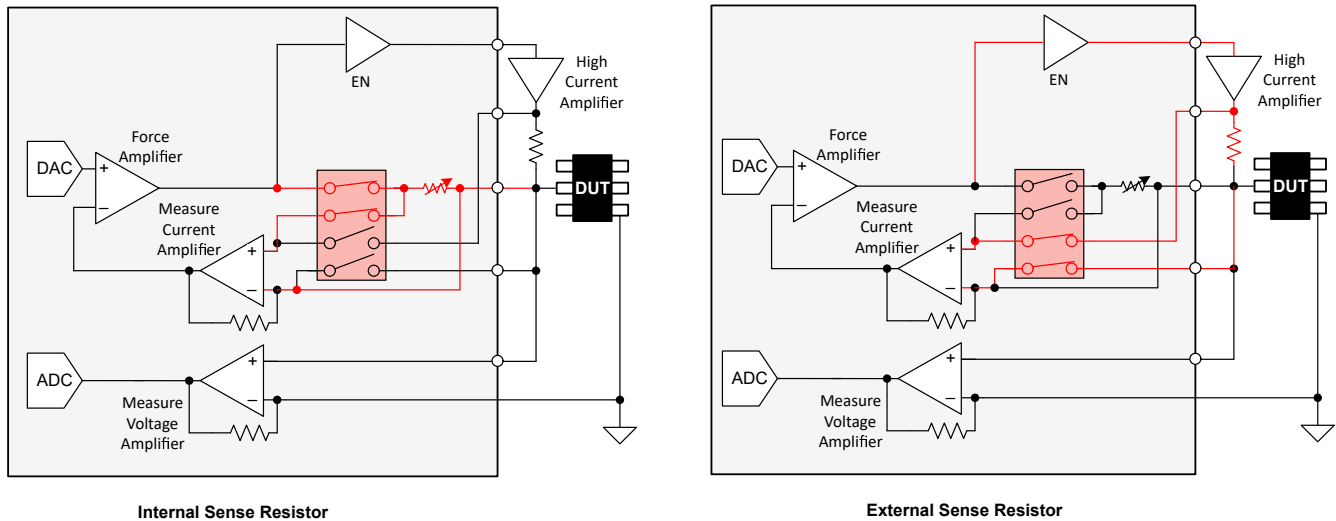 EN
High
Current
Amplifier
Force
Amplifier
DAC
+
−
DUT
Measure
Current
Amplifier
+
−
ADC
+
−
Measure
Voltage
Amplifier
Internal Sense Resistor
EN
High
Current
Amplifier
Force
Amplifier
DAC
+
−
DUT
Measure
Current
Amplifier
+
−
ADC
+
−
Measure
Voltage
Amplifier
External Sense Resistor